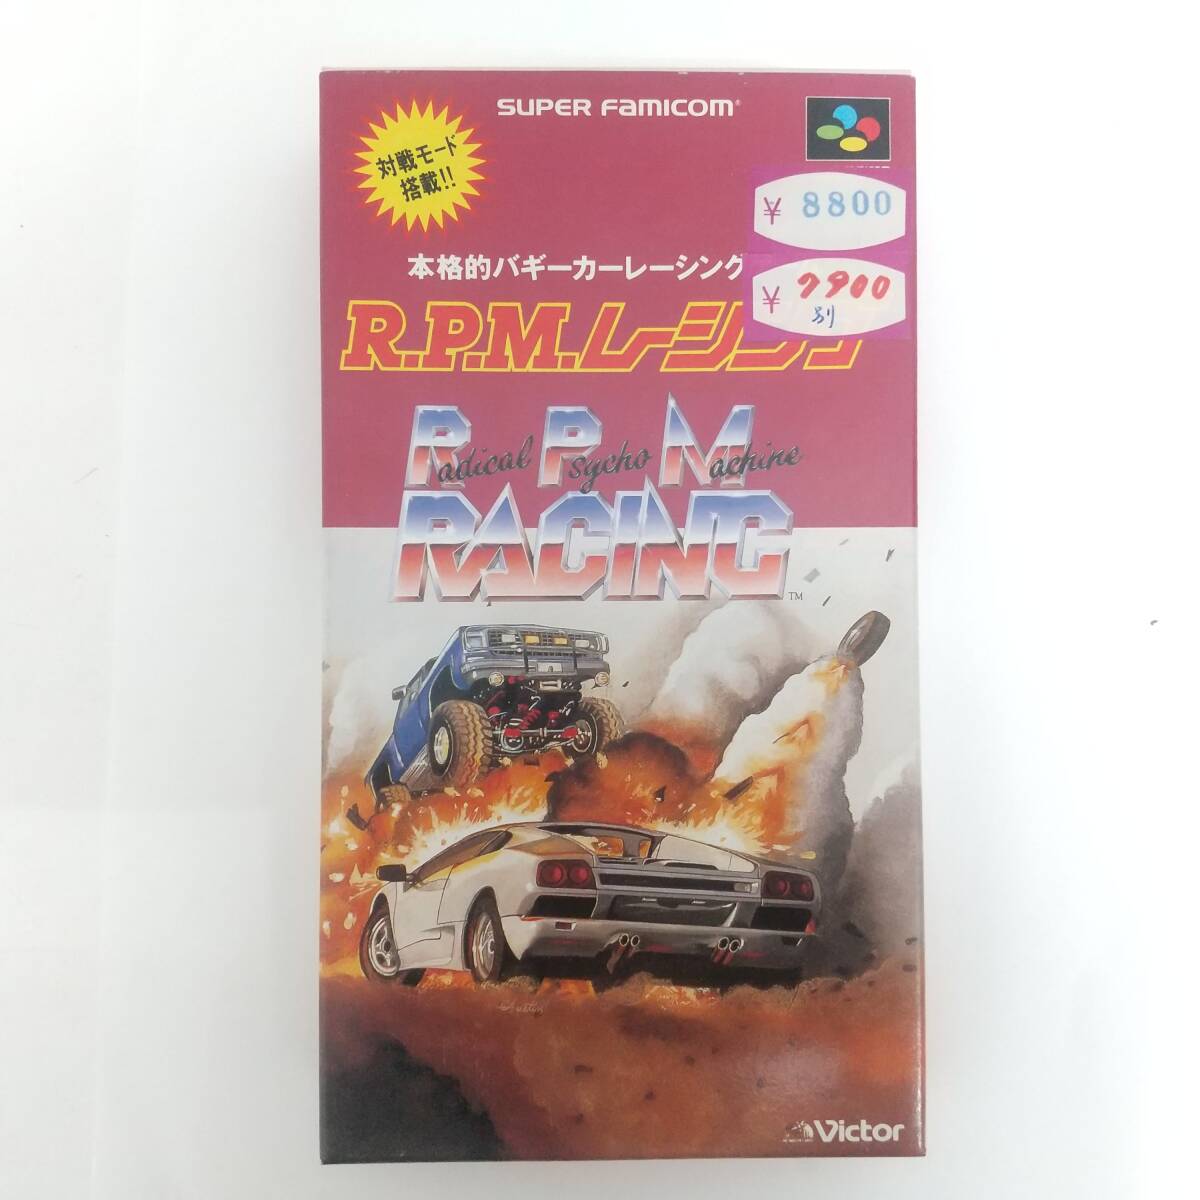 SUPER FAMICOM®
対戦モード
搭載!!
¥ 8800
本格的バギーカーレーシング
¥ 7900
別
R.P.M.レーシング
Radical Psycho Machine
RACING
TM
Austin
Victor